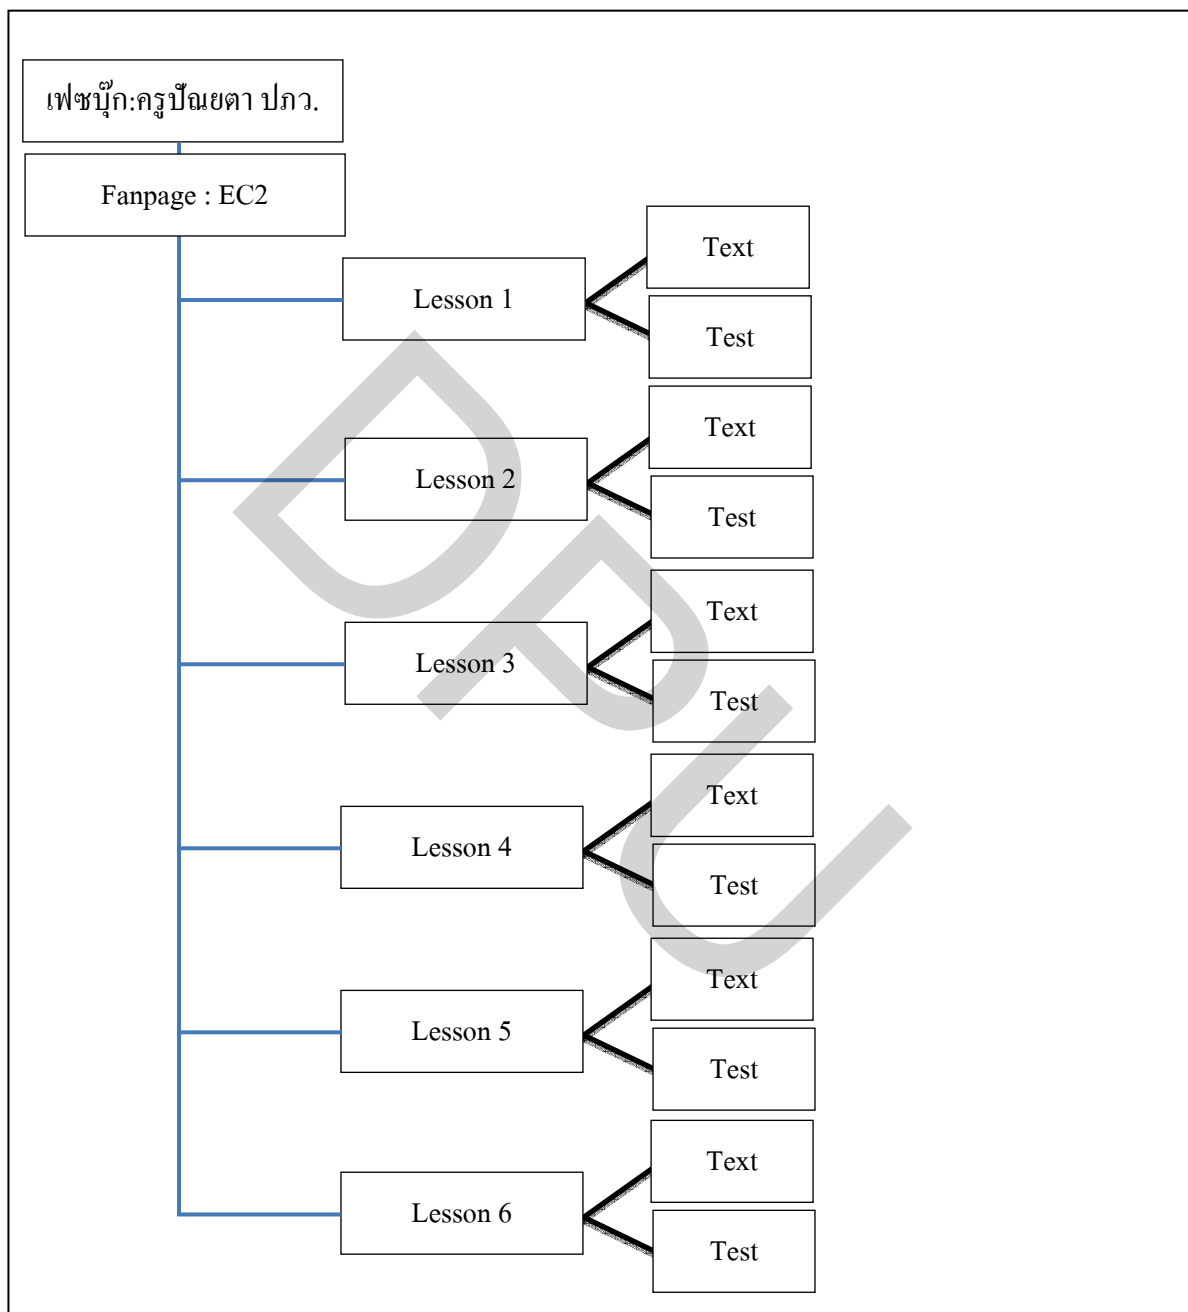 เฟซบุ๊ก:ครูปัณยตา ปภว.
Fanpage : EC2
Text
Lesson 1
Test
Text
Lesson 2
Test
Text
Lesson 3
Test
Text
Lesson 4
Test
Text
Lesson 5
Test
Text
Lesson 6
Test
DPU